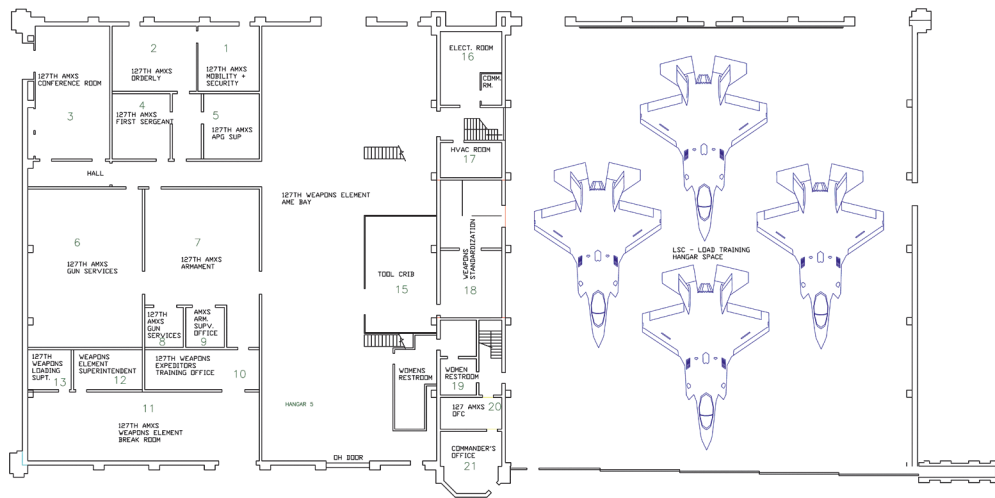 2
1
127TH AMXS
ORDERLY
127TH AMXS
MOBILITY +
SECURITY
127TH AMXS
CONFERENCE ROOM
3
4
127TH AMXS
FIRST SERGEANT
5
127TH AMXS
APG SUP
HALL
6
127TH AMXS
GUN SERVICES
7
127TH AMXS
ARMAMENT
127TH
AMXS
GUN
SERVICES
8
AMXS
ARM.
SUPV.
OFFICE
9
127TH
WEAPONS
LOADING
SUPT.
13
WEAPONS
ELEMENT
SUPERINTENDENT
12
127TH WEAPONS
EXPEDITORS
TRAINING OFFICE
10
11
127TH AMXS
WEAPONS ELEMENT
BREAK ROOM
127TH WEAPONS ELEMENT
AME BAY
TOOL CRIB
15
HANGAR 5
OH DOOR
WOMENS
RESTROOM
ELECT. ROOM
16
COMM.
RM.
HVAC ROOM
17
WEAPONS
STANDARDIZATION
18
WOMEN
RESTROOM
19
127 AMXS
OFC
20
COMMANDER'S
OFFICE
21
LSC - LOAD TRAINING
HANGAR SPACE